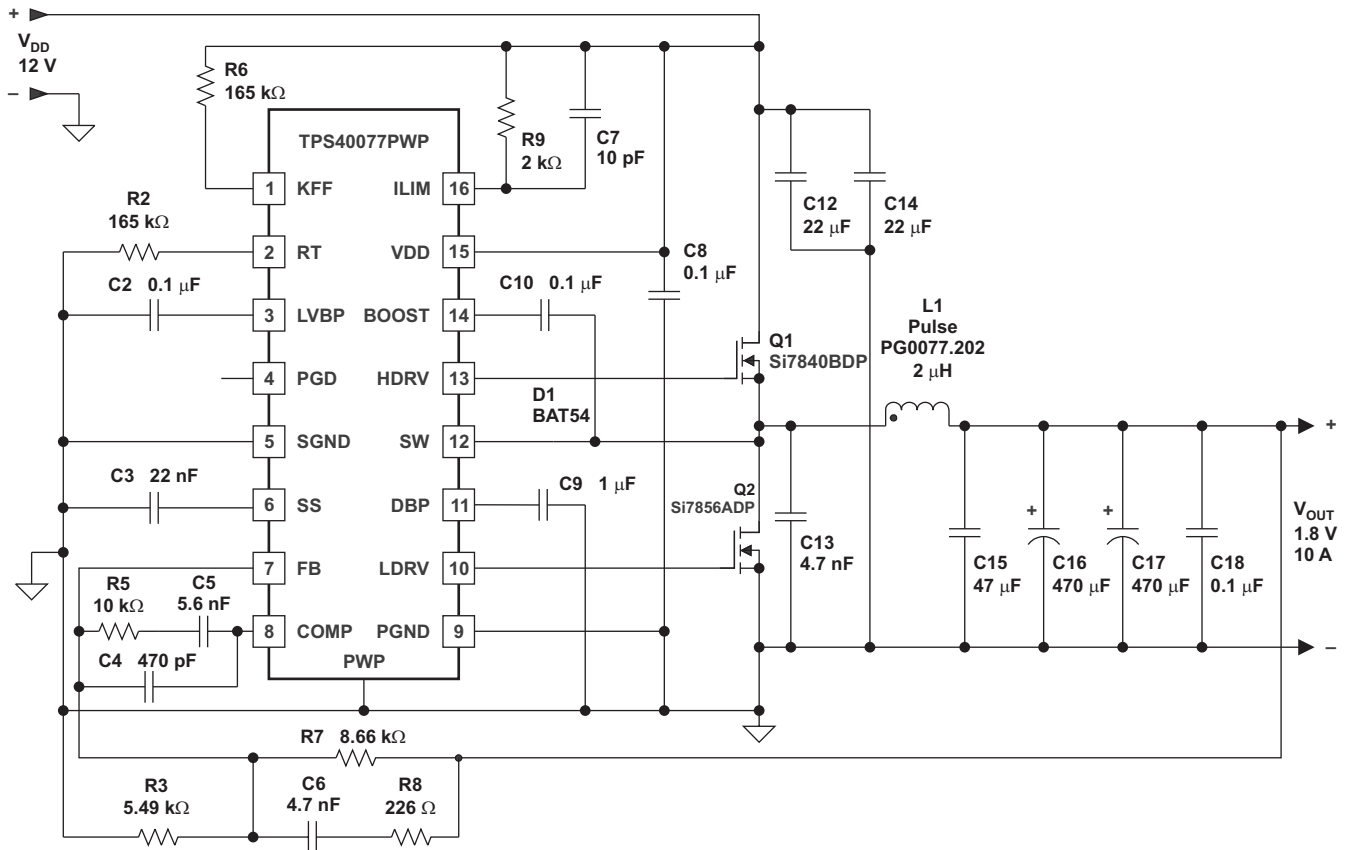 +
V_DD
12 V
–
R6
165 kΩ
TPS40077PWP
R9
2 kΩ
C7
10 pF
1 KFF ILIM 16
R2
165 kΩ
C12
22 μF
C14
22 μF
2 RT VDD 15
C8
0.1 μF
C2 0.1 μF
C10 0.1 μF
3 LVBP BOOST 14
L1
Pulse
PG0077.202
2 μH
Q1
Si7840BDP
4 PGD HDRV 13
D1
BAT54
5 SGND SW 12
+
C3 22 nF
C9 1 μF
Q2
Si7856ADP
6 SS DBP 11
V_OUT
1.8 V
10 A
C13
4.7 nF
C15
47 μF
+
C16
470 μF
+
C17
470 μF
C18
0.1 μF
7 FB LDRV 10
R5
10 kΩ
C5
5.6 nF
8 COMP PGND 9
–
C4 470 pF
PWP
R7 8.66 kΩ
R3
5.49 kΩ
C6
4.7 nF
R8
226 Ω